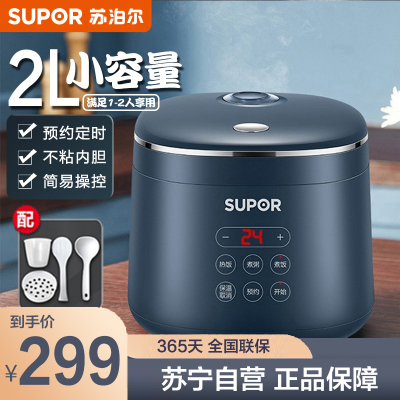 SUPOR 苏泊尔
2L小容量
满足1-2人享用
预约定时
不粘内胆
简易操控
配
SUPOR
− 24 +
热饭 煮粥 煮饭
保温 取消 预约 开始
到手价
¥299
365天 全国联保
苏宁自营 正品保障